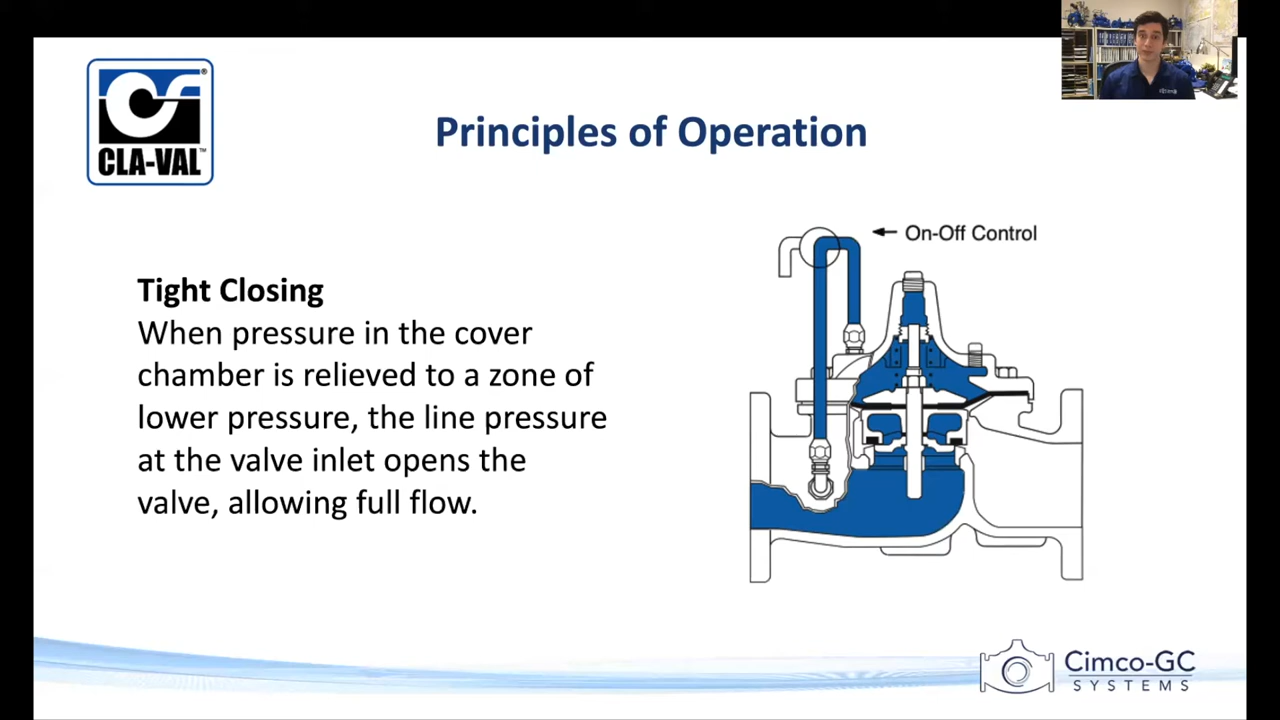 CLA-VAL
Principles of Operation
On-Off Control
Tight Closing
When pressure in the cover
chamber is relieved to a zone of
lower pressure, the line pressure
at the valve inlet opens the
valve, allowing full flow.
Cimco-GC
SYSTEMS